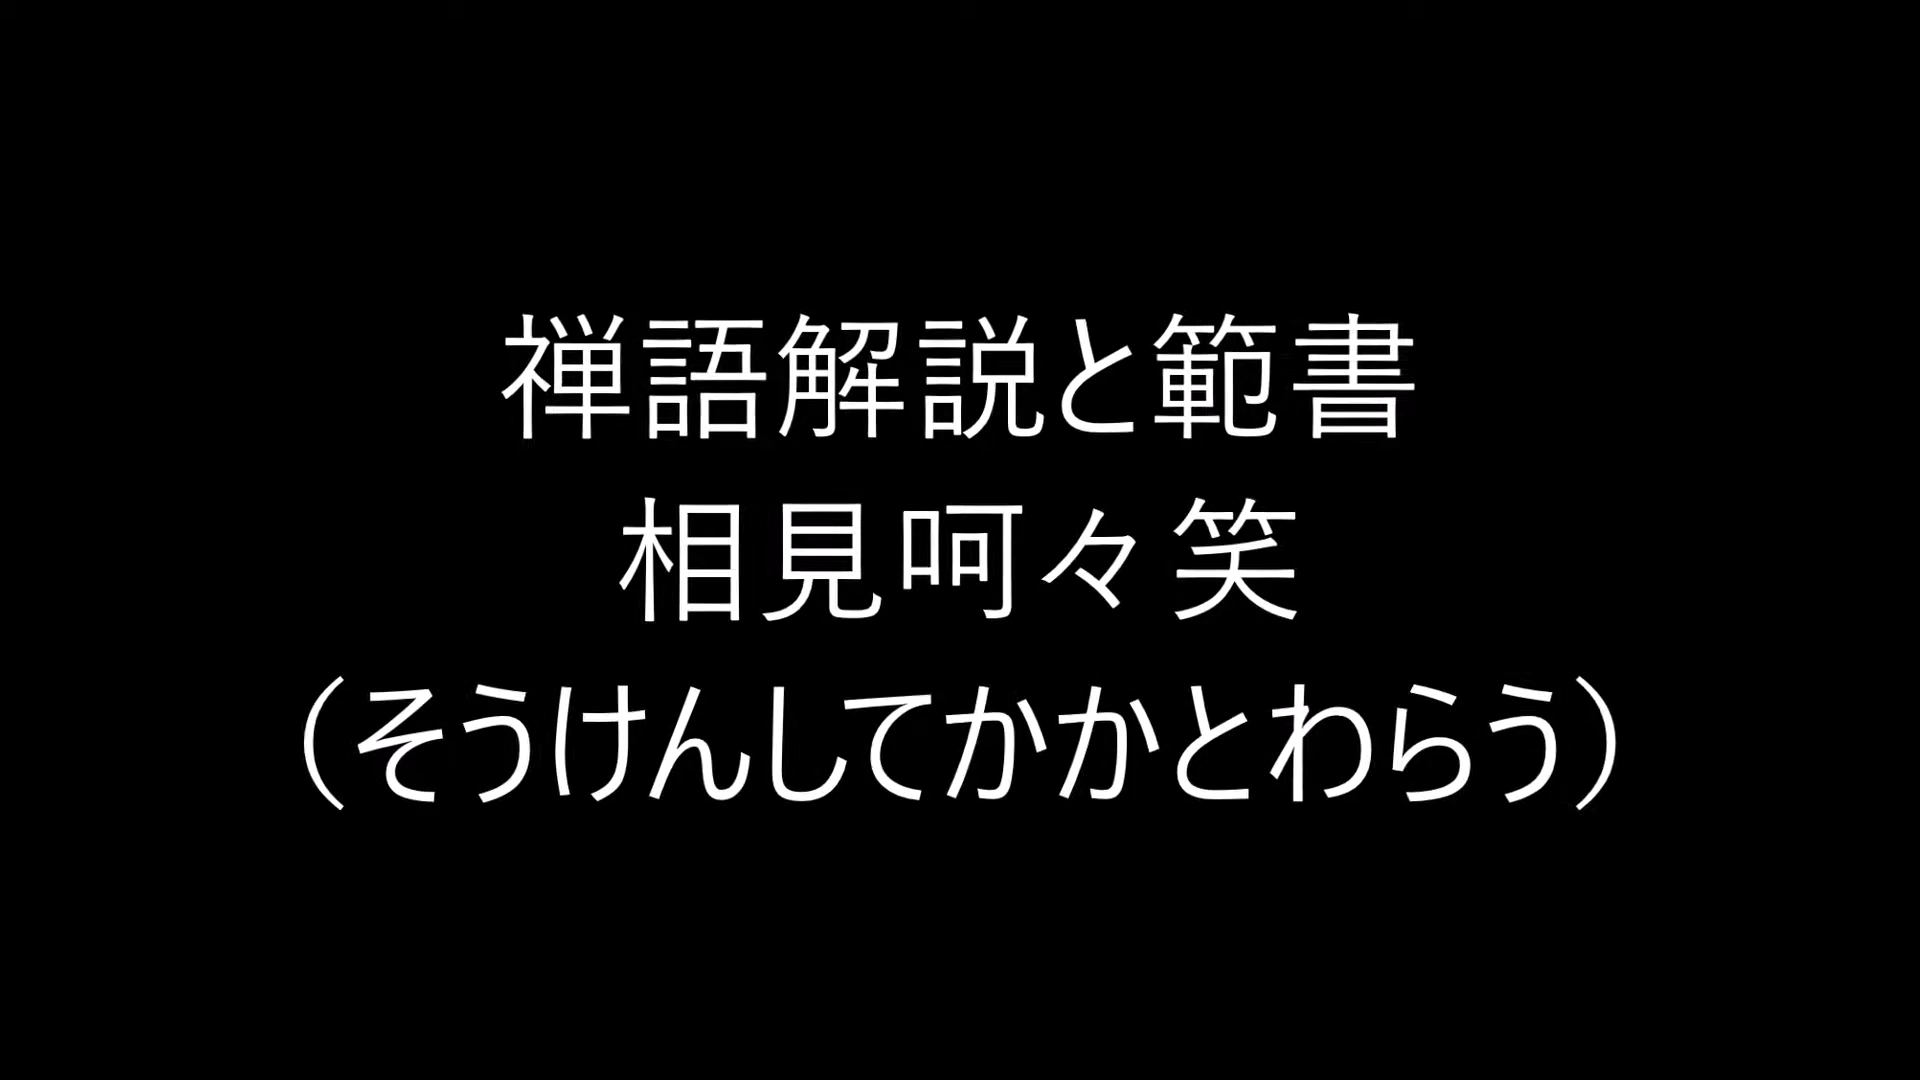 禅語解説と範書
相見呵々笑
（そうけんしてかかとわらう）